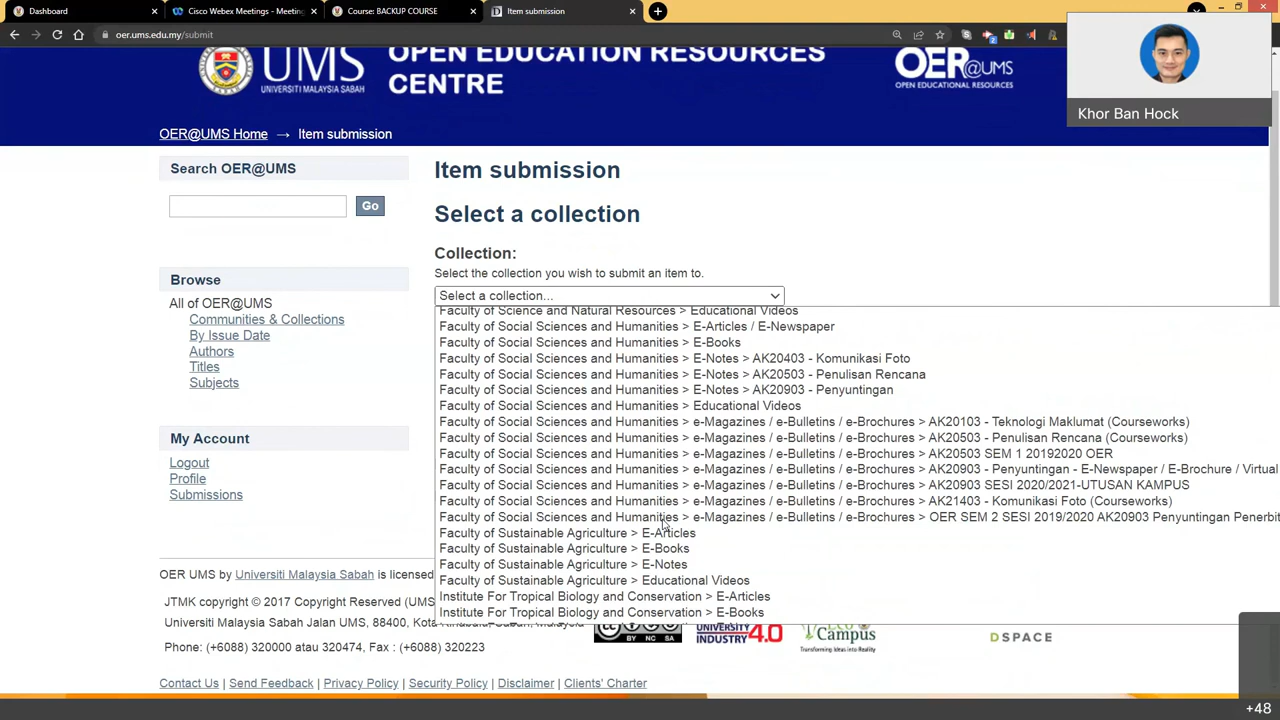 Dashboard
Cisco Webex Meetings - Meeting
Course: BACKUP COURSE
Item submission
oer.ums.edu.my/submit
Khor Ban Hock
UMS
UNIVERSITI MALAYSIA SABAH
OPEN EDUCATION RESOURCES
CENTRE
OER@UMS
OPEN EDUCATIONAL RESOURCES
OER@UMS Home → Item submission
Search OER@UMS
Go
Browse
All of OER@UMS
Communities & Collections
By Issue Date
Authors
Titles
Subjects
My Account
Logout
Profile
Submissions
Item submission
Select a collection
Collection:
Select the collection you wish to submit an item to.
Select a collection...
Faculty of Science and Natural Resources > Educational Videos
Faculty of Social Sciences and Humanities > E-Articles / E-Newspaper
Faculty of Social Sciences and Humanities > E-Books
Faculty of Social Sciences and Humanities > E-Notes > AK20403 - Komunikasi Foto
Faculty of Social Sciences and Humanities > E-Notes > AK20503 - Penulisan Rencana
Faculty of Social Sciences and Humanities > E-Notes > AK20903 - Penyuntingan
Faculty of Social Sciences and Humanities > Educational Videos
Faculty of Social Sciences and Humanities > e-Magazines / e-Bulletins / e-Brochures > AK20103 - Teknologi Maklumat (Courseworks)
Faculty of Social Sciences and Humanities > e-Magazines / e-Bulletins / e-Brochures > AK20503 - Penulisan Rencana (Courseworks)
Faculty of Social Sciences and Humanities > e-Magazines / e-Bulletins / e-Brochures > AK20503 SEM 1 20192020 OER
Faculty of Social Sciences and Humanities > e-Magazines / e-Bulletins / e-Brochures > AK20903 - Penyuntingan - E-Newspaper / E-Brochure / Virtual
Faculty of Social Sciences and Humanities > e-Magazines / e-Bulletins / e-Brochures > AK20903 SESI 2020/2021-UTUSAN KAMPUS
Faculty of Social Sciences and Humanities > e-Magazines / e-Bulletins / e-Brochures > AK21403 - Komunikasi Foto (Courseworks)
Faculty of Social Sciences and Humanities > e-Magazines / e-Bulletins / e-Brochures > OER SEM 2 SESI 2019/2020 AK20903 Penyuntingan Penerbit
Faculty of Sustainable Agriculture > E-Articles
Faculty of Sustainable Agriculture > E-Books
Faculty of Sustainable Agriculture > E-Notes
Faculty of Sustainable Agriculture > Educational Videos
Institute For Tropical Biology and Conservation > E-Articles
Institute For Tropical Biology and Conservation > E-Books
OER UMS by Universiti Malaysia Sabah is licensed
JTMK copyright © 2017 Copyright Reserved (UMS
Universiti Malaysia Sabah Jalan UMS, 88400, Kota
Phone: (+6088) 320000 atau 320474, Fax : (+6088) 320223
cc
BY NC SA
INDUSTRY 4.0
Campus
Transforming Ideas into Reality
DSPACE
Contact Us | Send Feedback | Privacy Policy | Security Policy | Disclaimer | Clients' Charter
+48